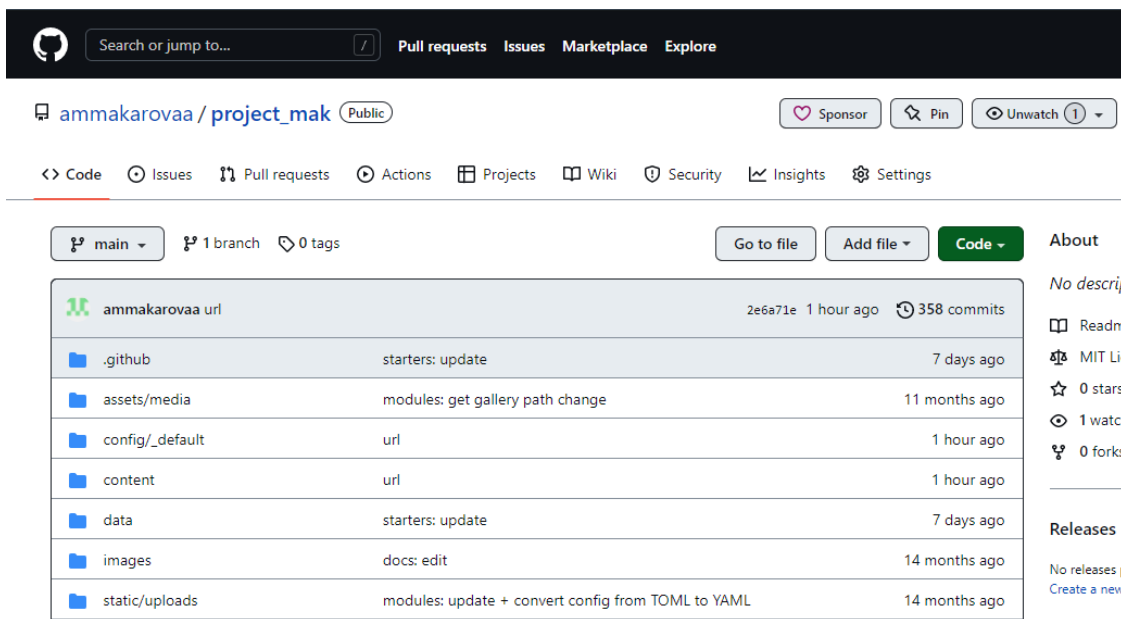 Search or jump to... / Pull requests Issues Marketplace Explore
ammakarovaa / project_mak Public Sponsor Pin Unwatch 1
<> Code Issues Pull requests Actions Projects Wiki Security Insights Settings
main 1 branch 0 tags Go to file Add file Code About
No
ammakarovaa url 2e6a71e 1 hour ago 358 commits
.github starters: update 7 days ago MIT
assets/media modules: get gallery path change 11 months ago 0 stars
config/_default url 1 hour ago 1
content url 1 hour ago 0
data starters: update 7 days ago Releases
images docs: edit 14 months ago No releases
static/uploads modules: update + convert config from TOML to YAML 14 months ago Create a new